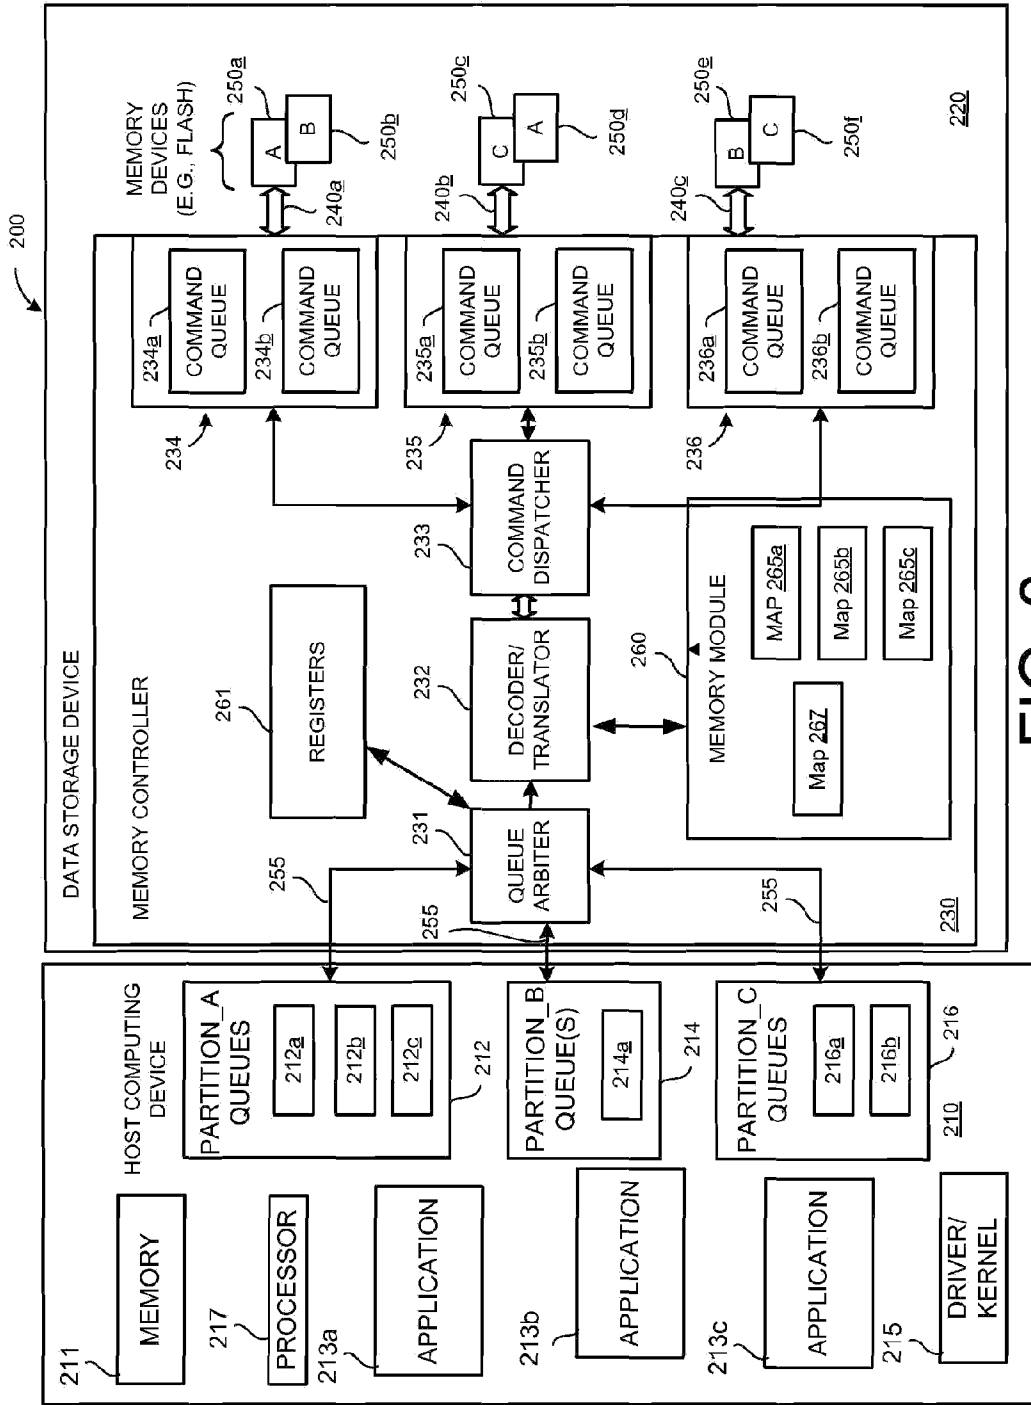 200
DATA STORAGE DEVICE
MEMORY CONTROLLER
HOST COMPUTING
DEVICE
211
MEMORY
217
PROCESSOR
213a
APPLICATION
213b
APPLICATION
213c
APPLICATION
215
DRIVER/
KERNEL
PARTITION_A
QUEUES
212a
212b
212c
212
PARTITION_B
QUEUE(S)
214a
214
PARTITION_C
QUEUES
216a
216b
216
210
255
255
255
QUEUE
ARBITER
231
261
REGISTERS
232
DECODER/
TRANSLATOR
233
COMMAND
DISPATCHER
260
MEMORY MODULE
Map 267
MAP 265a
Map 265b
Map 265c
230
234
234a
COMMAND
QUEUE
234b
COMMAND
QUEUE
235
235a
COMMAND
QUEUE
235b
COMMAND
QUEUE
236
236a
COMMAND
QUEUE
236b
COMMAND
QUEUE
MEMORY
DEVICES
(E.G., FLASH)
240a
250a
A
B
250b
240b
250c
C
A
250d
240c
250e
B
C
250f
220